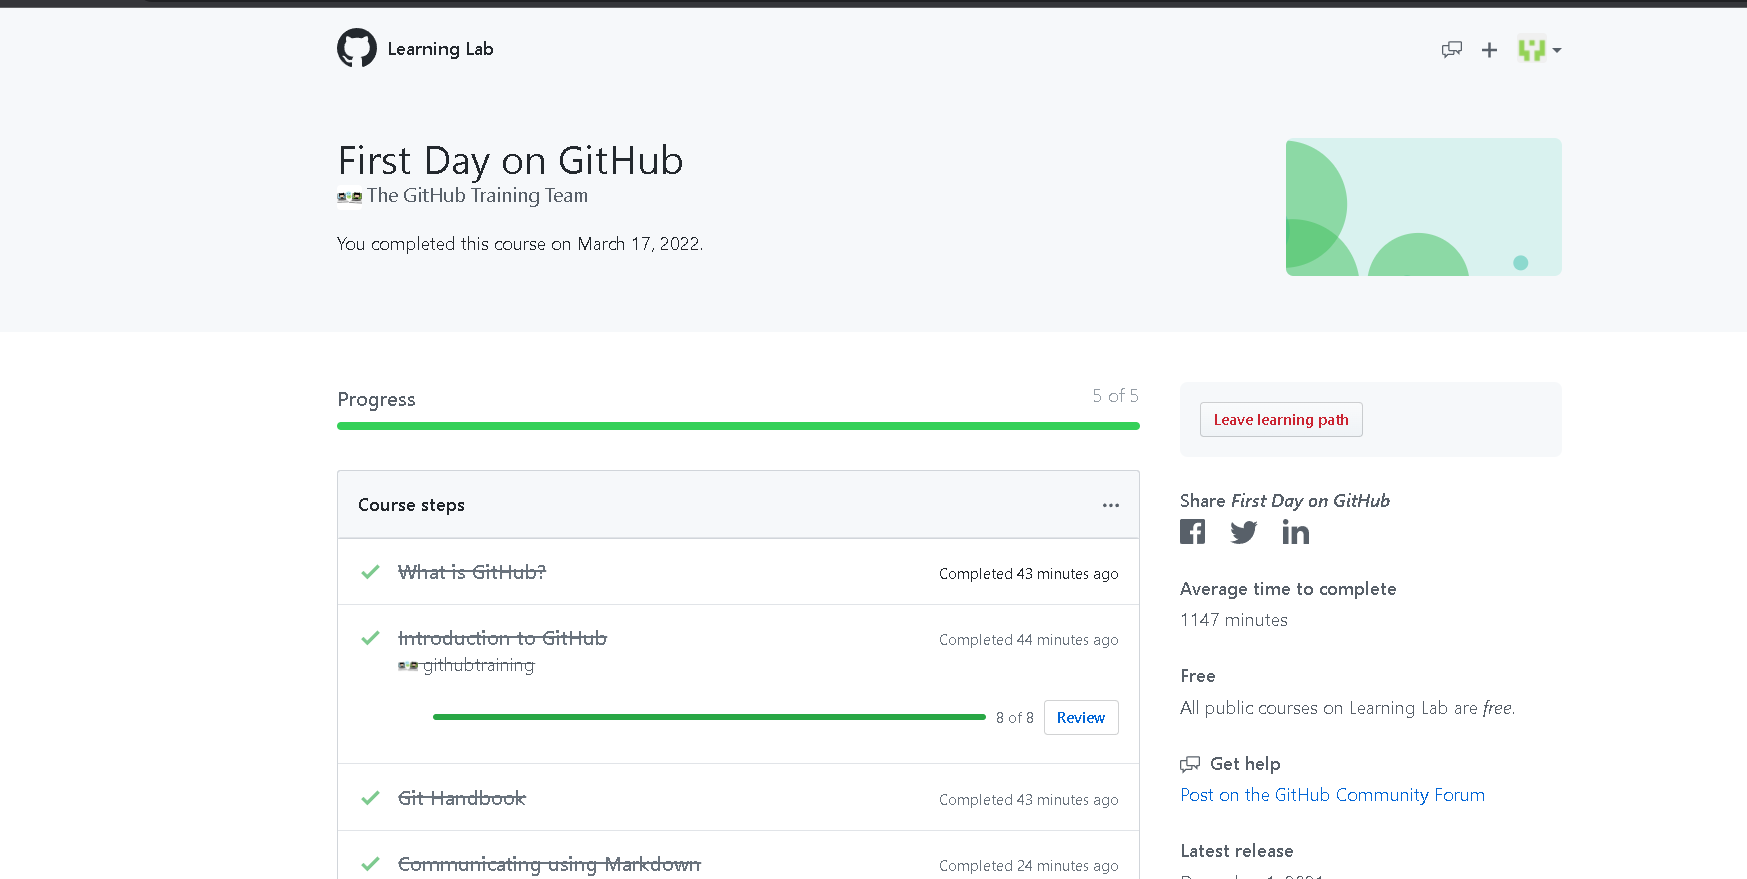 Learning Lab
First Day on GitHub
The GitHub Training Team
You completed this course on March 17, 2022.
Progress
5 of 5
Course steps
What is GitHub?
Completed 43 minutes ago
Introduction to GitHub
Completed 44 minutes ago
githubtraining
8 of 8
Review
Git Handbook
Completed 43 minutes ago
Communicating using Markdown
Completed 24 minutes ago
Leave learning path
Share First Day on GitHub
Average time to complete
1147 minutes
Free
All public courses on Learning Lab are free.
Get help
Post on the GitHub Community Forum
Latest release